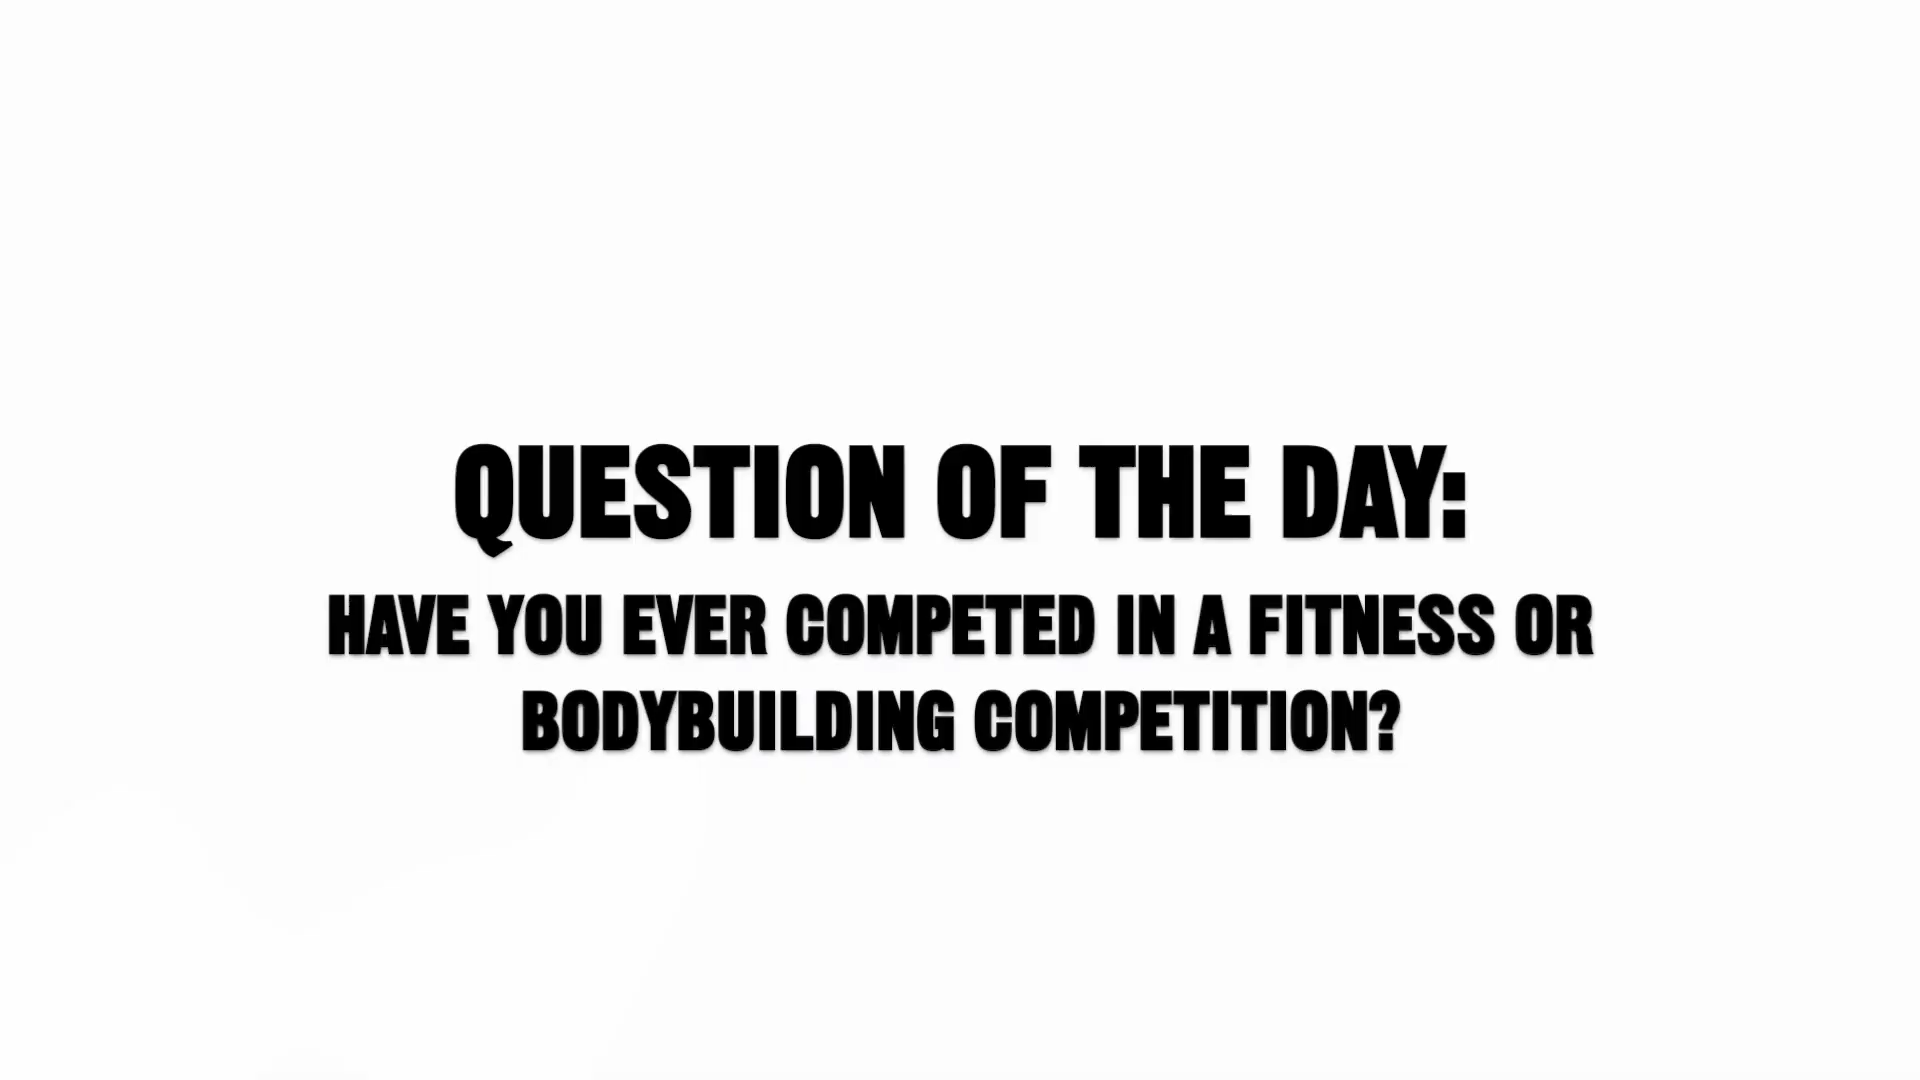 QUESTION OF THE DAY:
HAVE YOU EVER COMPETED IN A FITNESS OR
BODYBUILDING COMPETITION?